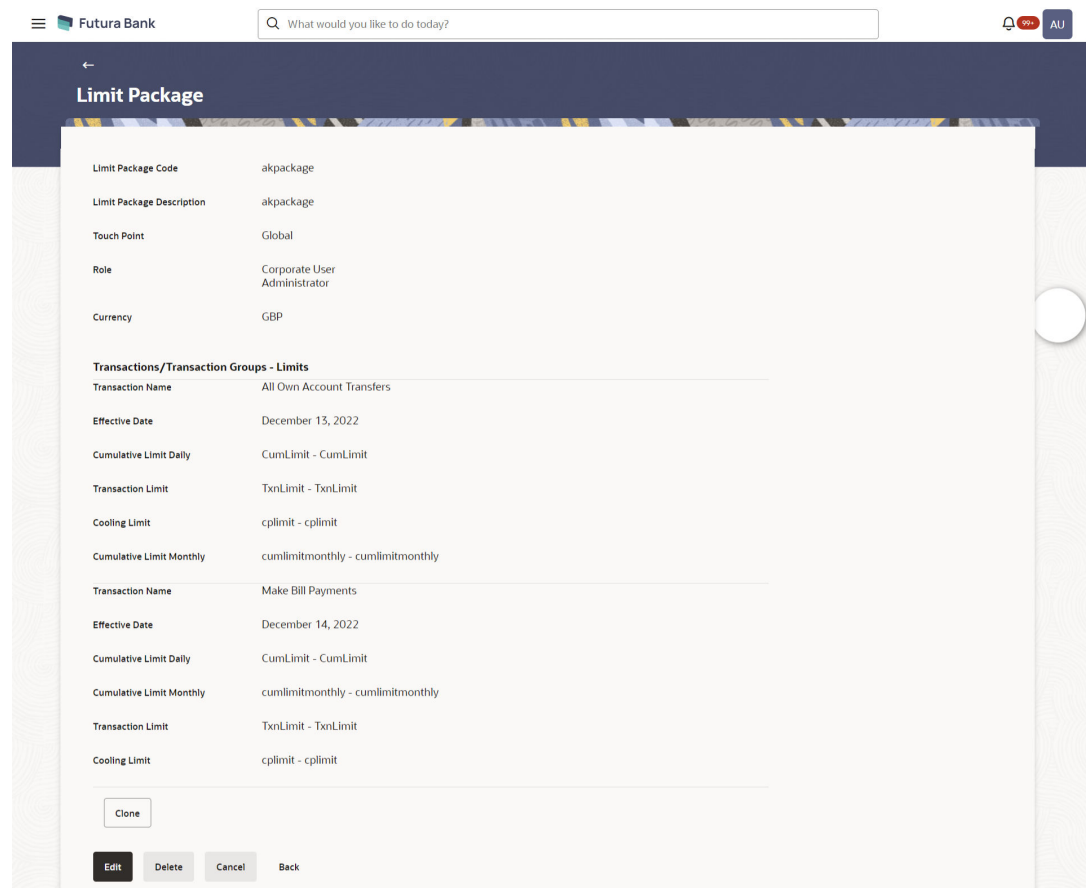 Futura Bank
What would you like to do today?
99+
AU
Limit Package
Limit Package Code akpackage
Limit Package Description akpackage
Touch Point Global
Role Corporate User
Administrator
Currency GBP
Transactions/Transaction Groups - Limits
Transaction Name All Own Account Transfers
Effective Date December 13, 2022
Cumulative Limit Daily CumLimit - CumLimit
Transaction Limit TxnLimit - TxnLimit
Cooling Limit cplimit - cplimit
Cumulative Limit Monthly cumlimitmonthly - cumlimitmonthly
Transaction Name Make Bill Payments
Effective Date December 14, 2022
Cumulative Limit Daily CumLimit - CumLimit
Cumulative Limit Monthly cumlimitmonthly - cumlimitmonthly
Transaction Limit TxnLimit - TxnLimit
Cooling Limit cplimit - cplimit
Clone
Edit Delete Cancel Back